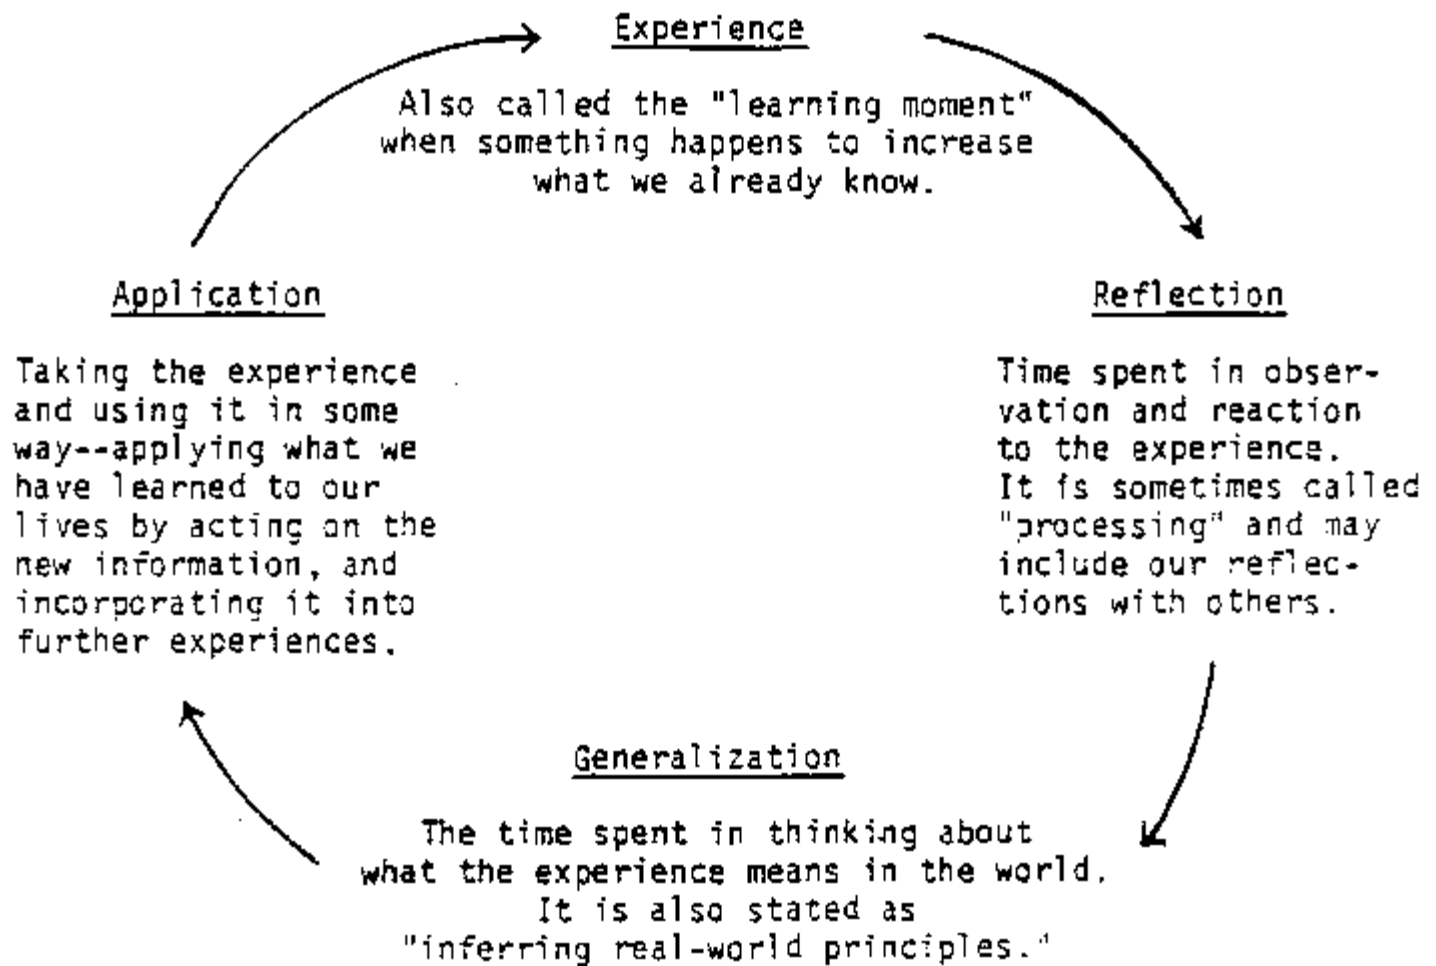 Experience
Also called the "learning moment"
when something happens to increase
what we already know.
Application
Taking the experience
and using it in some
way--applying what we
have learned to our
lives by acting on the
new information, and
incorporating it into
further experiences.
Reflection
Time spent in obser-
vation and reaction
to the experience.
It is sometimes called
"processing" and may
include our reflec-
tions with others.
Generalization
The time spent in thinking about
what the experience means in the world.
It is also stated as
"inferring real-world principles."